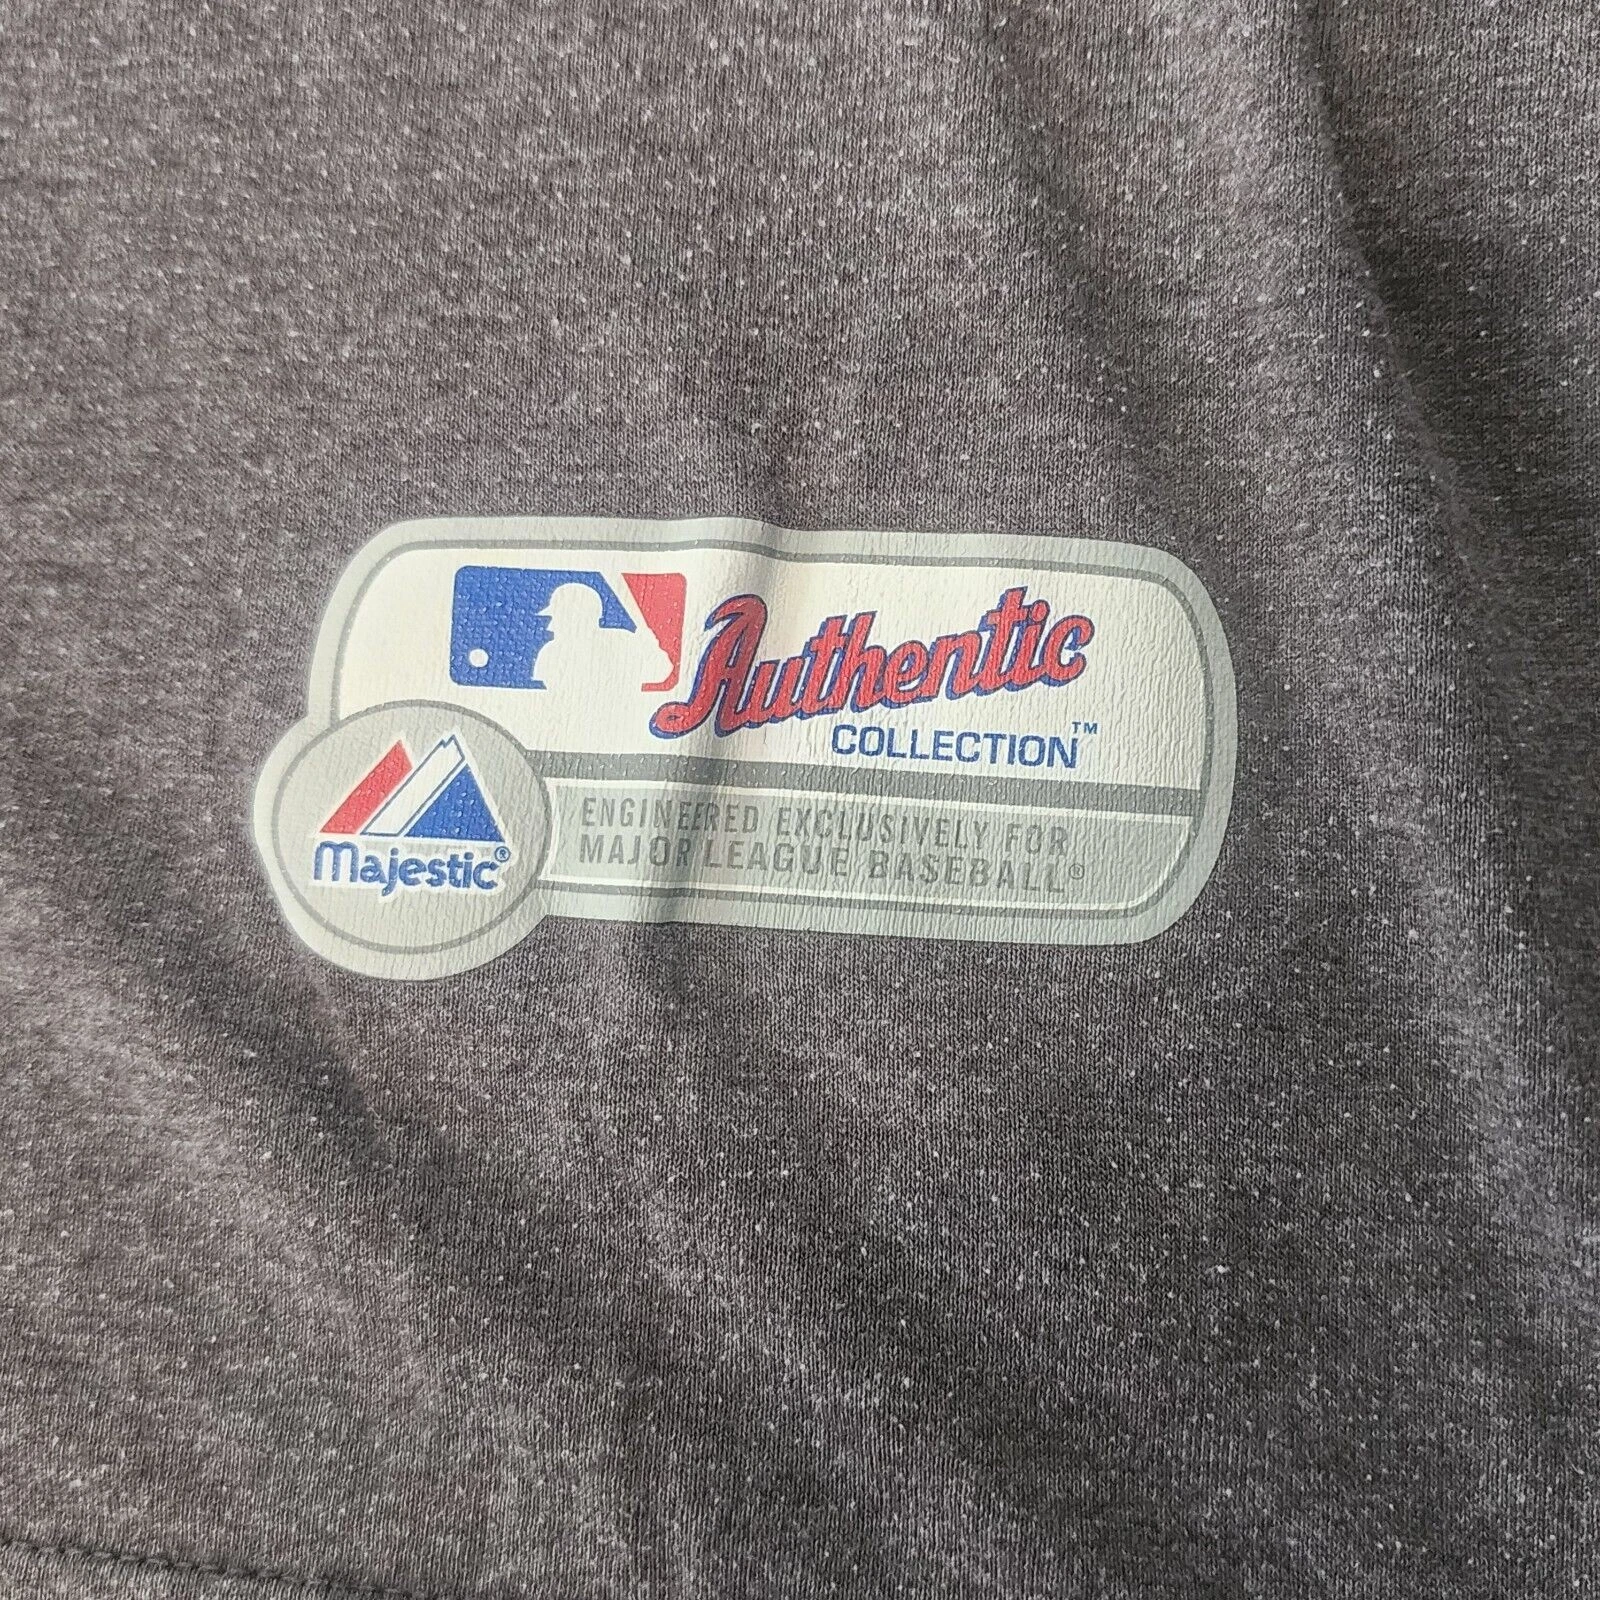 Authentic
COLLECTION™
Majestic®
ENGINEERED EXCLUSIVELY FOR
MAJOR LEAGUE BASEBALL®